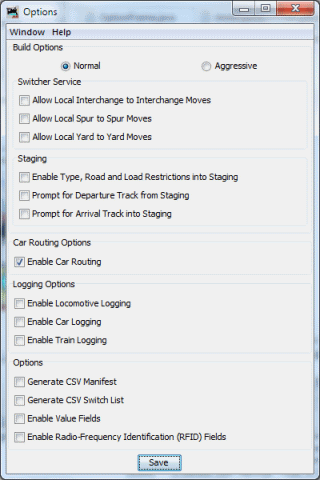 Options
Window Help
Build Options
Normal Aggressive
Switcher Service
Allow Local Interchange to Interchange Moves
Allow Local Spur to Spur Moves
Allow Local Yard to Yard Moves
Staging
Enable Type, Road and Load Restrictions into Staging
Prompt for Departure Track from Staging
Prompt for Arrival Track into Staging
Car Routing Options
Enable Car Routing
Logging Options
Enable Locomotive Logging
Enable Car Logging
Enable Train Logging
Options
Generate CSV Manifest
Generate CSV Switch List
Enable Value Fields
Enable Radio-Frequency Identification (RFID) Fields
Save